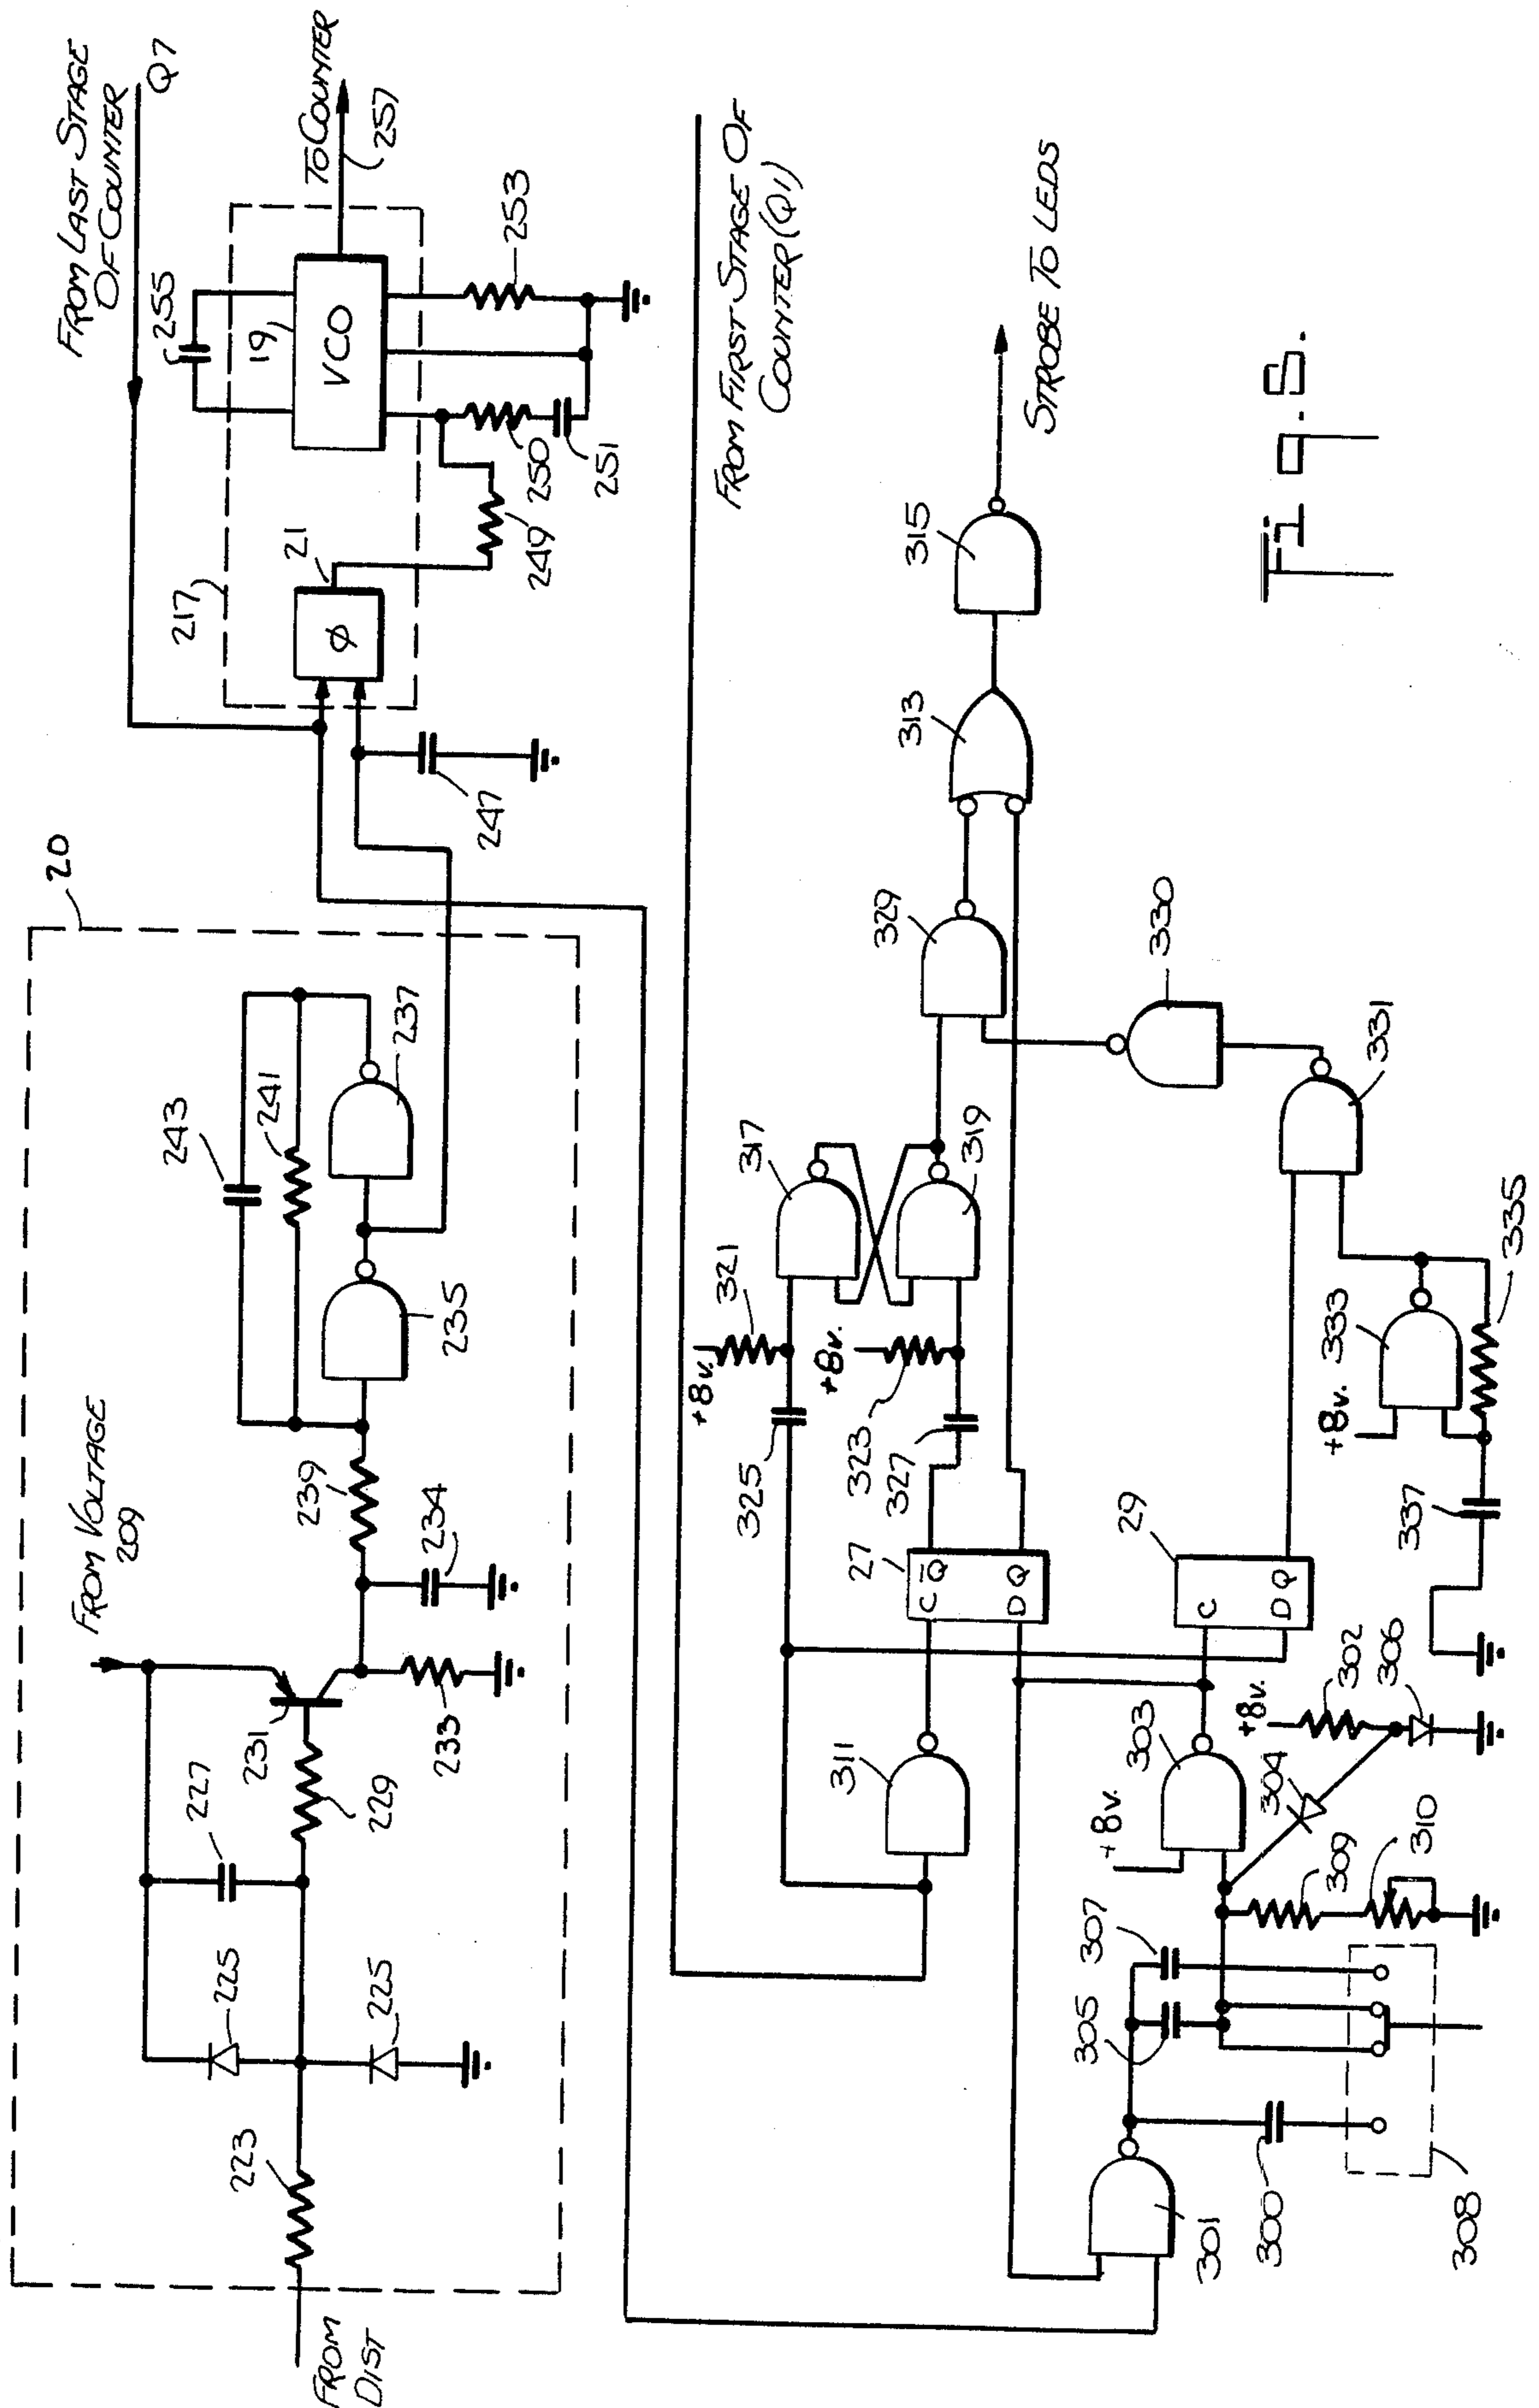 FROM LAST STAGE
OF COUNTER
Q7
255
19
VCO
TO COUNTER
257
253
250
251
249
217
21
Φ
247
20
FROM VOLTAGE
209
243
241
237
235
239
234
231
233
227
229
225
225
223
FROM
DIST
FROM FIRST STAGE OF
COUNTER (Q1)
STROBE TO LEDS
315
313
329
330
331
317
319
321
+8v.
+8v.
323
325
327
27
C Q̅
D Q
29
C
D Q
333
+8v.
335
337
311
303
+8v.
+8v.
302
304
306
309
310
307
305
300
301
308
Fig. 5.